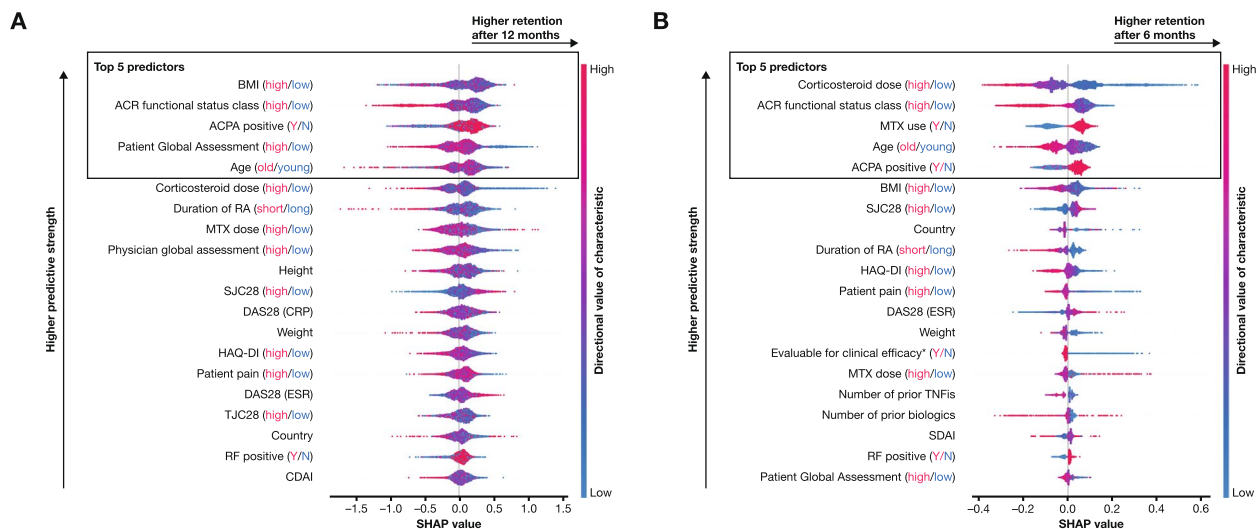 A
Higher retention
after 12 months
Top 5 predictors
BMI (high/low)
ACR functional status class (high/low)
ACPA positive (Y/N)
Patient Global Assessment (high/low)
Age (old/young)
Corticosteroid dose (high/low)
Duration of RA (short/long)
MTX dose (high/low)
Physician global assessment (high/low)
Height
SJC28 (high/low)
DAS28 (CRP)
Weight
HAQ-DI (high/low)
Patient pain (high/low)
DAS28 (ESR)
TJC28 (high/low)
Country
RF positive (Y/N)
CDAI
Higher predictive strength
−1.5 −1.0 −0.5 0.0 0.5 1.0 1.5
SHAP value
High
Directional value of characteristic
Low
B
Higher retention
after 6 months
Top 5 predictors
Corticosteroid dose (high/low)
ACR functional status class (high/low)
MTX use (Y/N)
Age (old/young)
ACPA positive (Y/N)
BMI (high/low)
SJC28 (high/low)
Country
Duration of RA (short/long)
HAQ-DI (high/low)
Patient pain (high/low)
DAS28 (ESR)
Weight
Evaluable for clinical efficacy* (Y/N)
MTX dose (high/low)
Number of prior TNFis
Number of prior biologics
SDAI
RF positive (Y/N)
Patient Global Assessment (high/low)
Higher predictive strength
−0.4 −0.2 0.0 0.2 0.4 0.6
SHAP value
High
Directional value of characteristic
Low